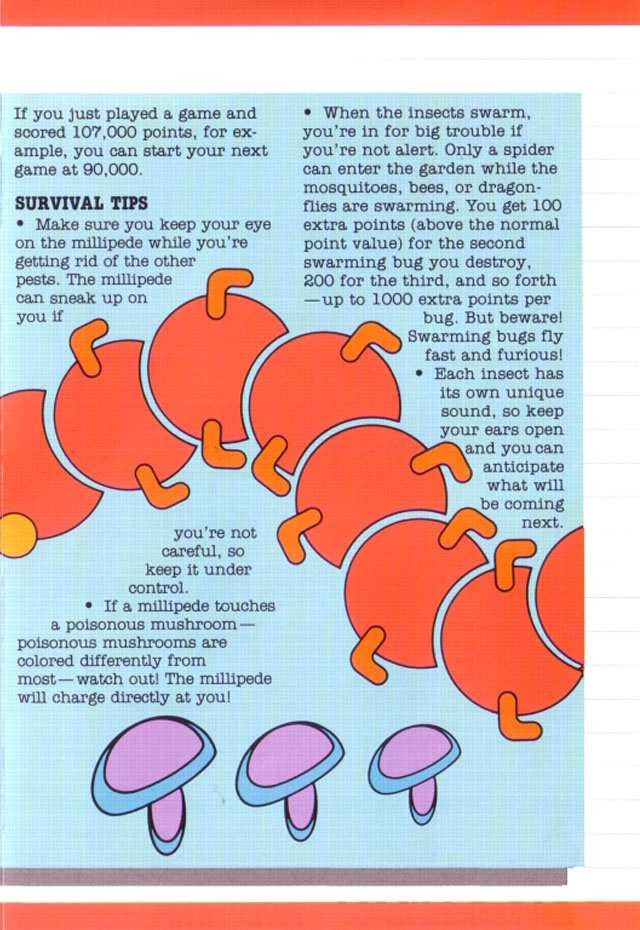 If you just played a game and
scored 107,000 points, for ex-
ample, you can start your next
game at 90,000.
SURVIVAL TIPS
• Make sure you keep your eye
on the millipede while you're
getting rid of the other
pests. The millipede
can sneak up on
you if
you're not
careful, so
keep it under
control.
• If a millipede touches
a poisonous mushroom—
poisonous mushrooms are
colored differently from
most—watch out! The millipede
will charge directly at you!
• When the insects swarm,
you're in for big trouble if
you're not alert. Only a spider
can enter the garden while the
mosquitoes, bees, or dragon-
flies are swarming. You get 100
extra points (above the normal
point value) for the second
swarming bug you destroy,
200 for the third, and so forth
—up to 1000 extra points per
bug. But beware!
Swarming bugs fly
fast and furious!
• Each insect has
its own unique
sound, so keep
your ears open
and you can
anticipate
what will
be coming
next.